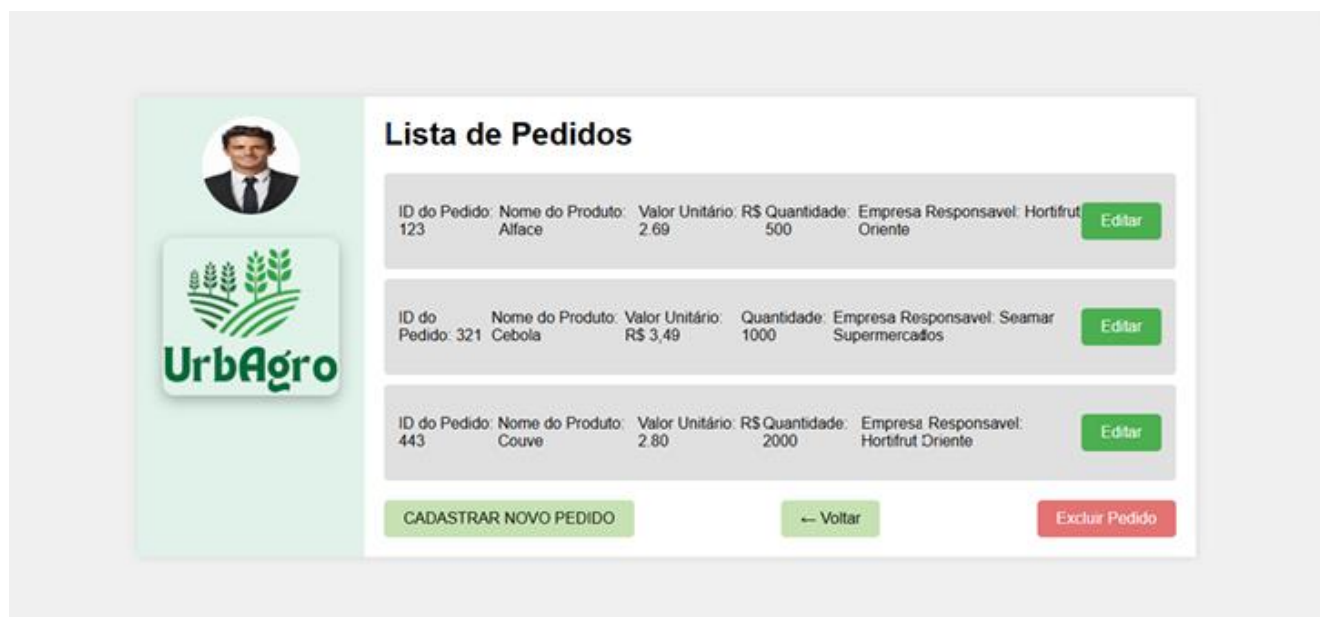 Lista de Pedidos
ID do Pedido: Nome do Produto: Valor Unitário: R$ Quantidade: Empresa Responsavel: Hortifrut Editar
123 Alface 2.69 500 Oriente
UrbAgro
ID do Nome do Produto: Valor Unitário: Quantidade: Empresa Responsavel: Seamar Editar
Pedido: 321 Cebola R$ 3,49 1000 Supermercados
ID do Pedido: Nome do Produto: Valor Unitário: R$ Quantidade: Empresa Responsavel: Editar
443 Couve 2.80 2000 Hortifrut Oriente
CADASTRAR NOVO PEDIDO ← Voltar Excluir Pedido